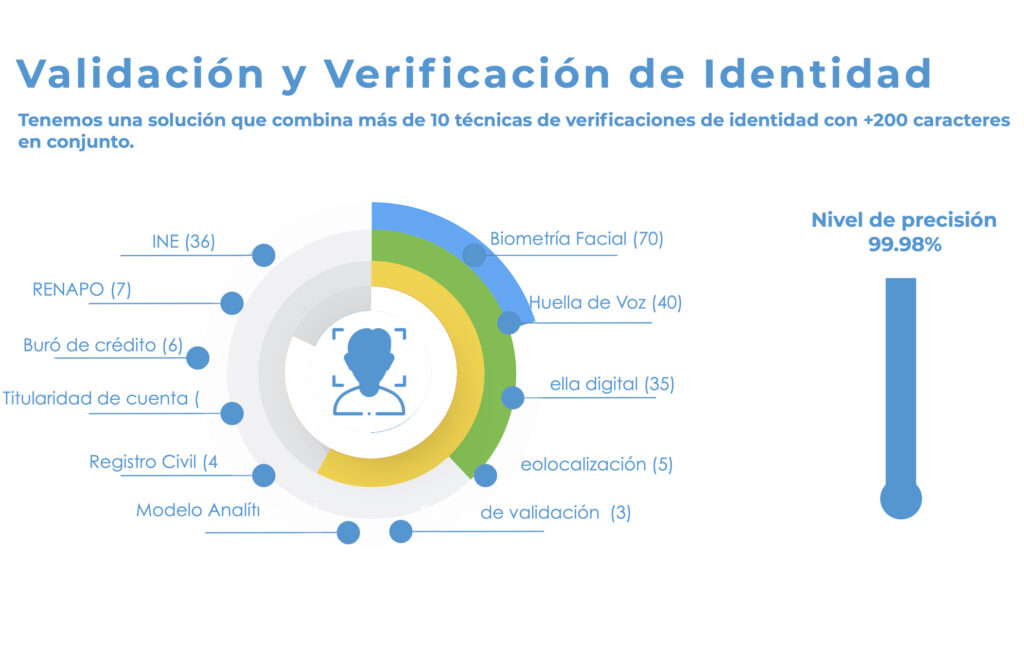 Validación y Verificación de Identidad
Tenemos una solución que combina más de 10 técnicas de verificaciones de identidad con +200 caracteres
en conjunto.
Nivel de precisión
99.98%
INE (36)
RENAPO (7)
Buró de crédito (6)
Titularidad de cuenta (
Registro Civil (4
Modelo Analíti
Biometría Facial (70)
Huella de Voz (40)
ella digital (35)
eolocalización (5)
de validación (3)